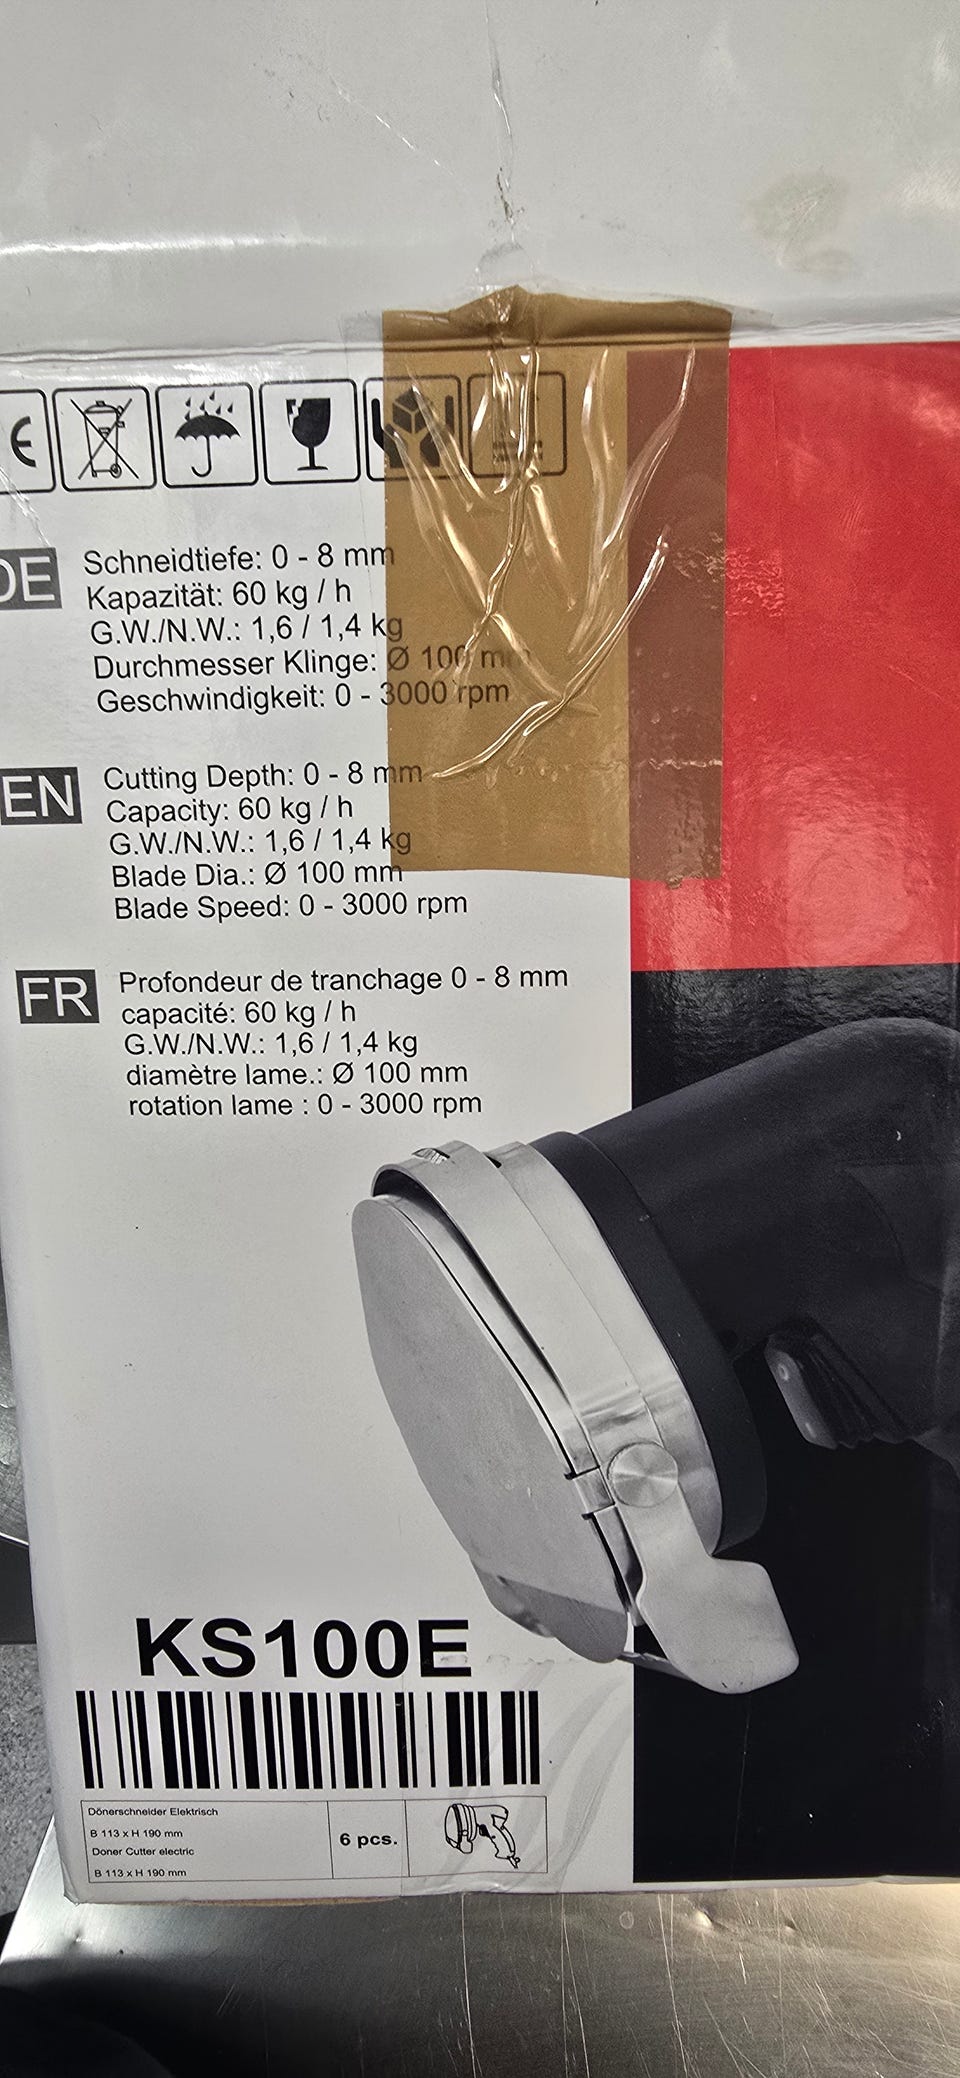 CE
DE
Schneidtiefe: 0 - 8 mm
Kapazität: 60 kg / h
G.W./N.W.: 1,6 / 1,4 kg
Durchmesser Klinge: Ø 100 mm
Geschwindigkeit: 0 - 3000 rpm
EN
Cutting Depth: 0 - 8 mm
Capacity: 60 kg / h
G.W./N.W.: 1,6 / 1,4 kg
Blade Dia.: Ø 100 mm
Blade Speed: 0 - 3000 rpm
FR
Profondeur de tranchage 0 - 8 mm
capacité: 60 kg / h
G.W./N.W.: 1,6 / 1,4 kg
diamètre lame.: Ø 100 mm
rotation lame : 0 - 3000 rpm
KS100E
Dönerschneider Elektrisch
B 113 x H 190 mm
Doner Cutter electric
B 113 x H 190 mm
6 pcs.